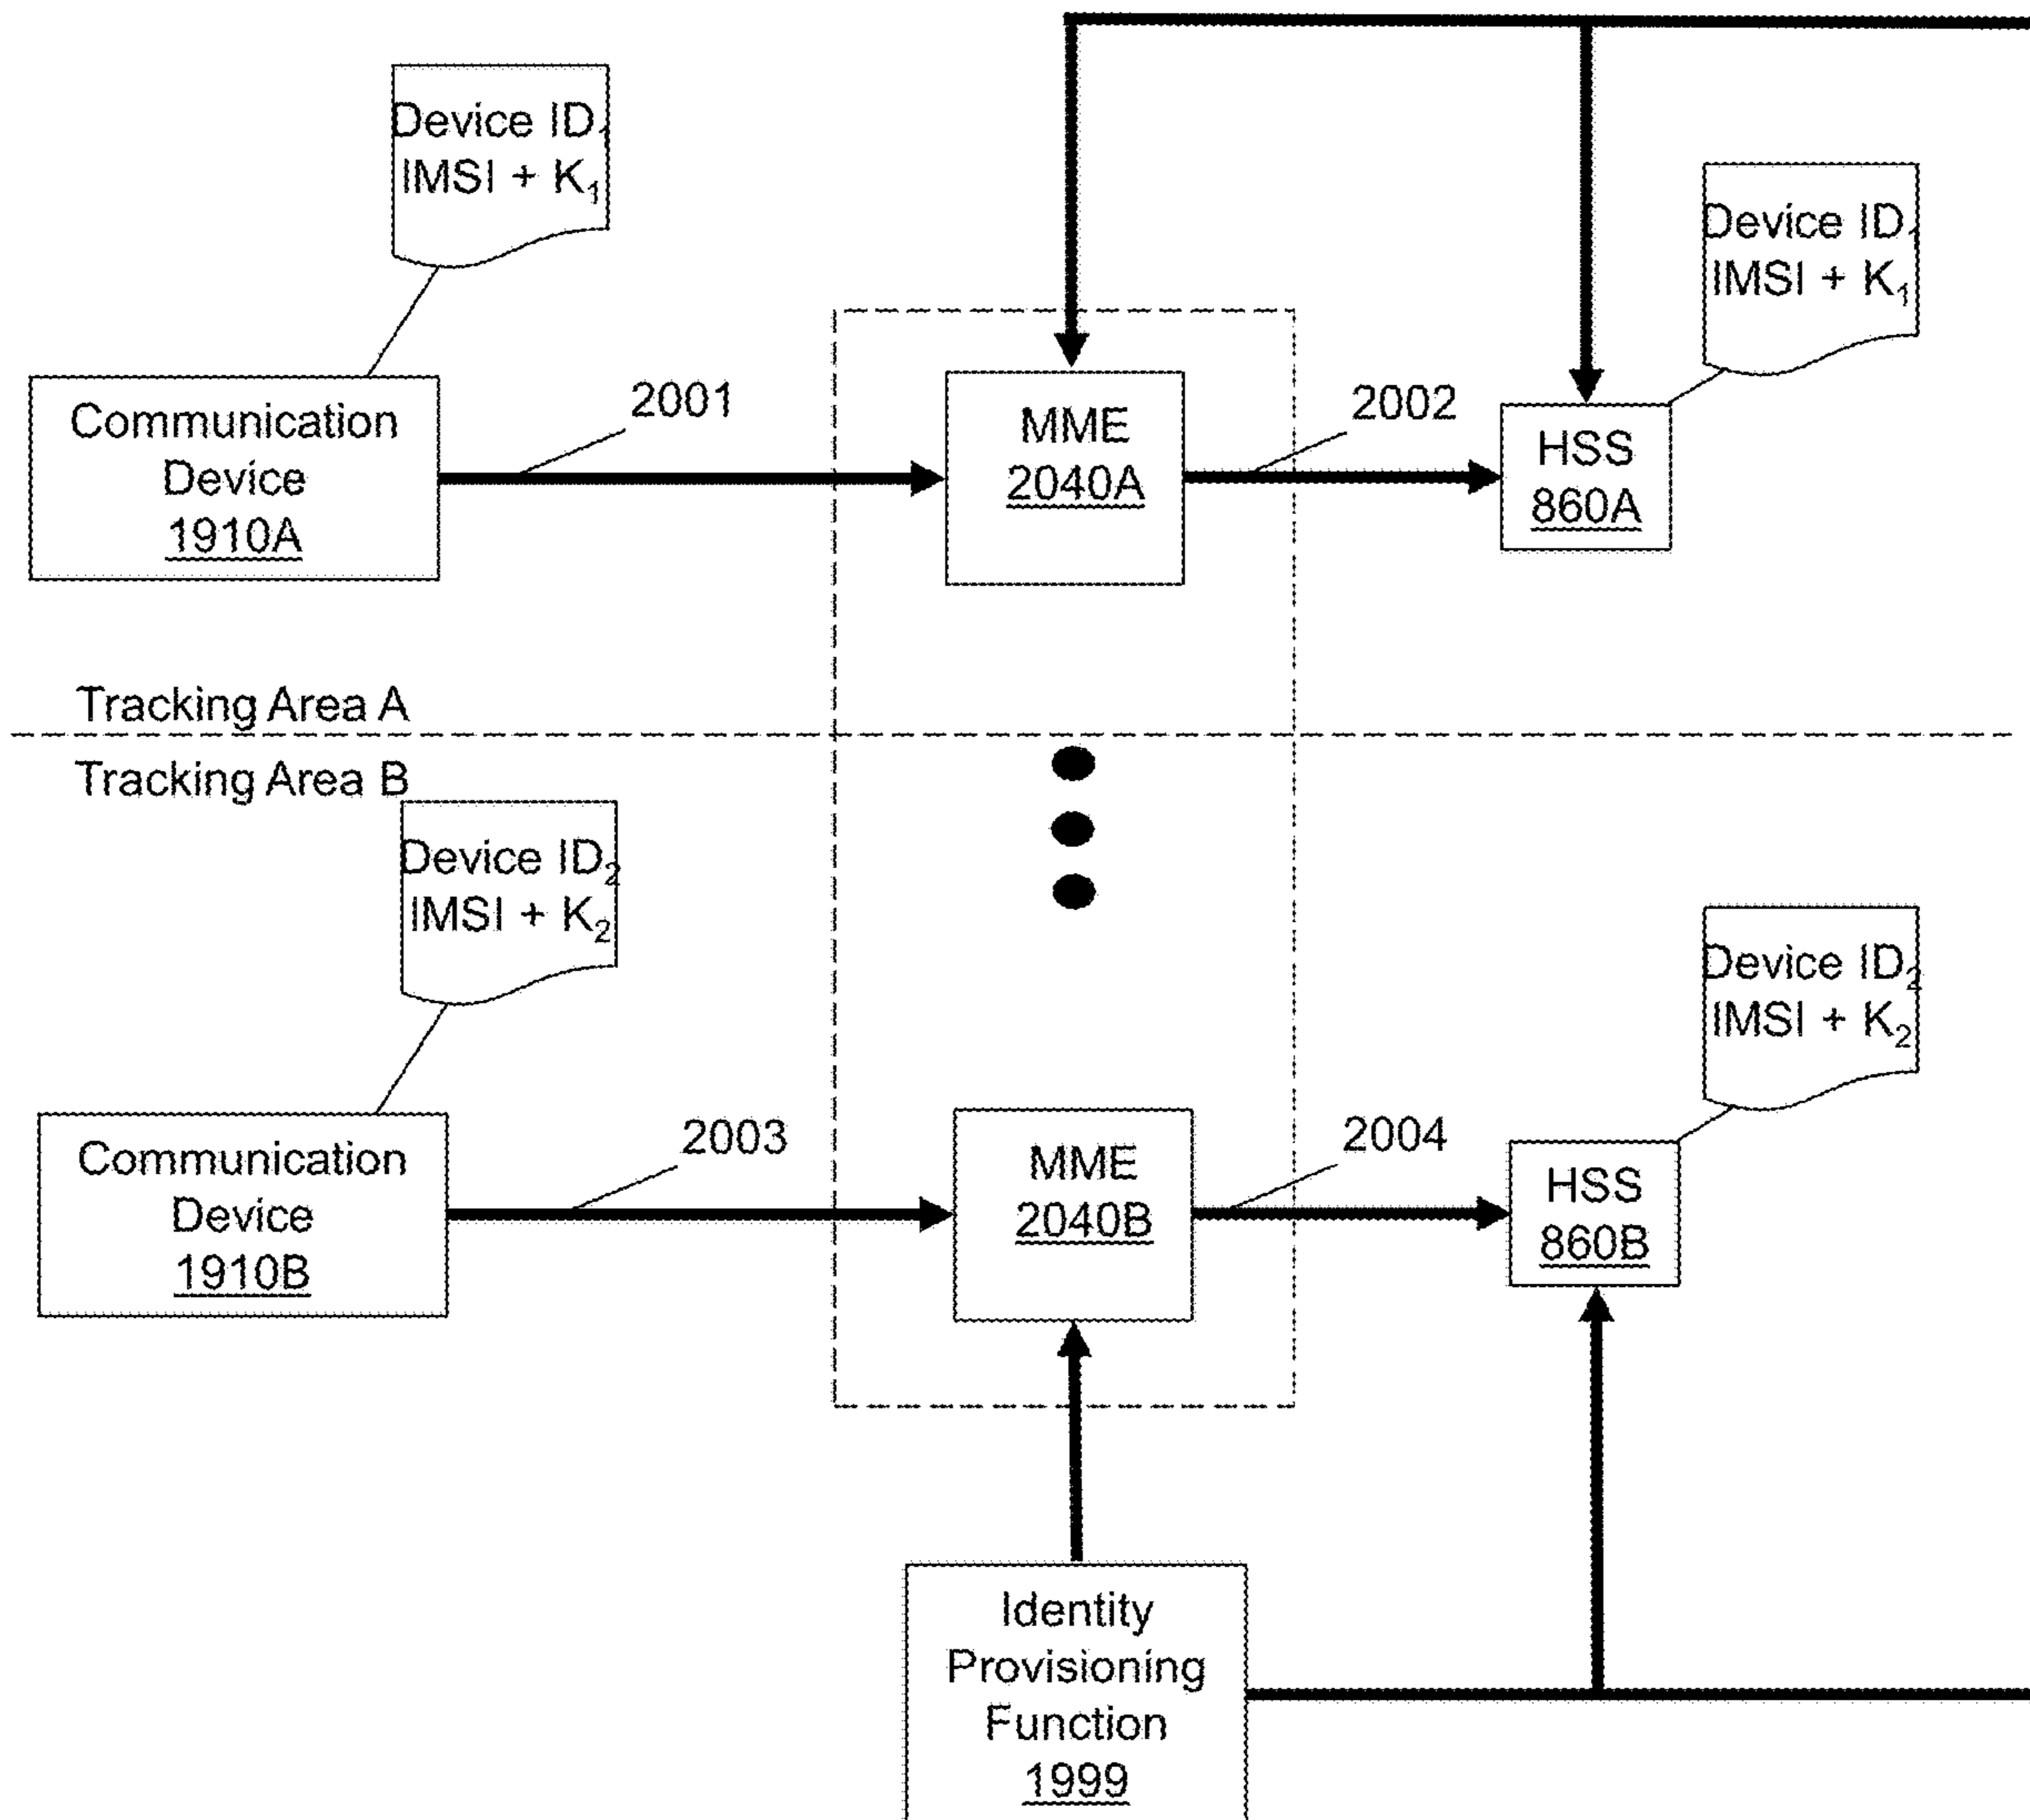 Device ID₁
IMSI + K₁
Device ID₁
IMSI + K₁
Communication
Device
1910A
2001
MME
2040A
2002
HSS
860A
Tracking Area A
Tracking Area B
Device ID₂
IMSI + K₂
Device ID₂
IMSI + K₂
Communication
Device
1910B
2003
MME
2040B
2004
HSS
860B
Identity
Provisioning
Function
1999